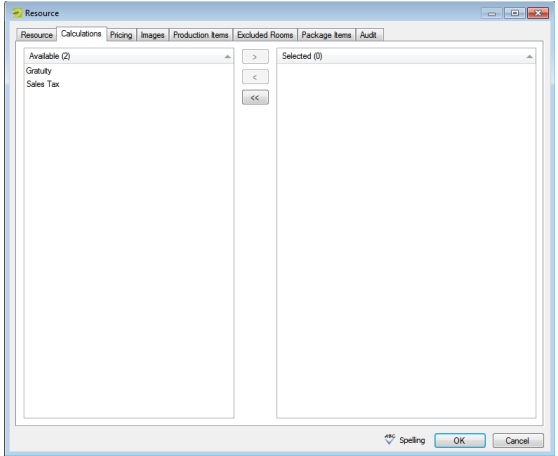 Resource
Resource Calculations Pricing Images Production Items Excluded Rooms Package Items Audit
Available (2) > Selected (0)
Gratuity <
Sales Tax
<<
ABC Spelling OK Cancel